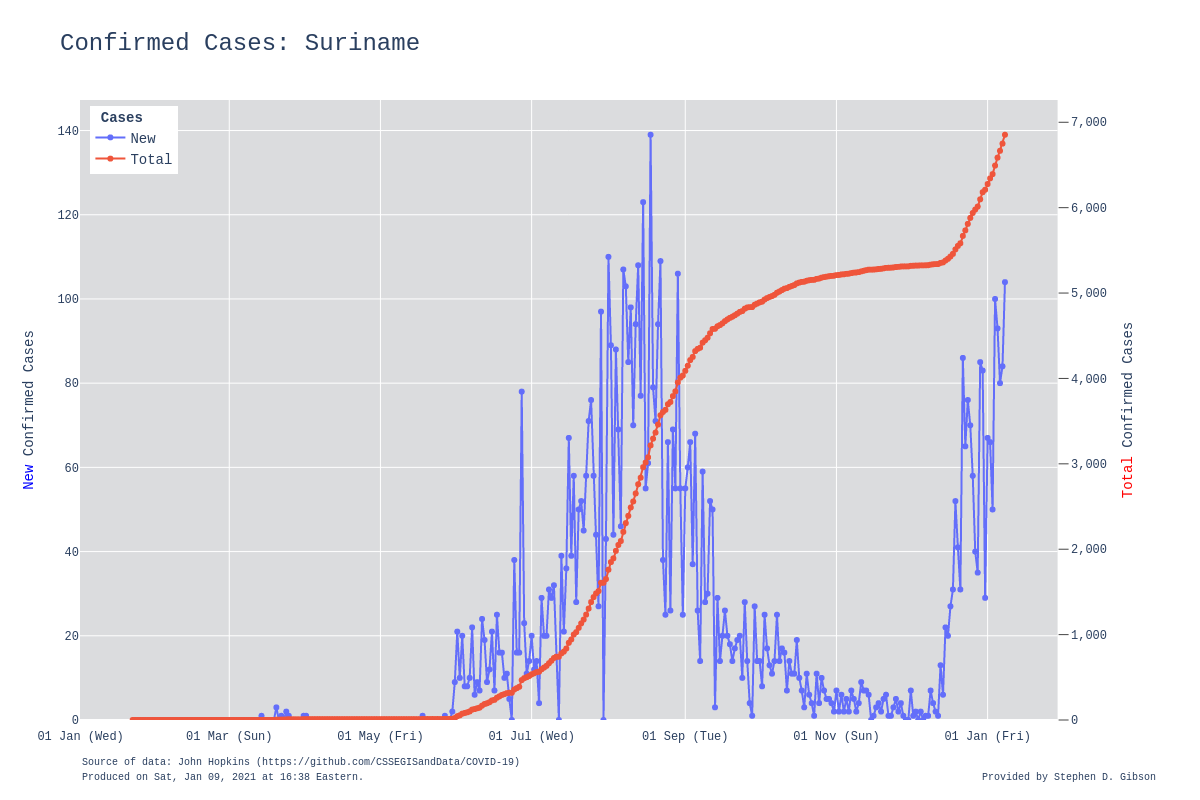 Confirmed Cases: Suriname
Cases
New
Total
140
120
100
80
60
40
20
0
New Confirmed Cases
7,000
6,000
5,000
4,000
3,000
2,000
1,000
0
Total Confirmed Cases
01 Jan (Wed) 01 Mar (Sun) 01 May (Fri) 01 Jul (Wed) 01 Sep (Tue) 01 Nov (Sun) 01 Jan (Fri)
Source of data: John Hopkins (https://github.com/CSSEGISandData/COVID-19)
Produced on Sat, Jan 09, 2021 at 16:38 Eastern.
Provided by Stephen D. Gibson